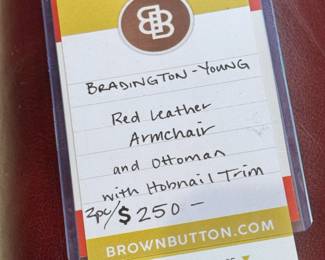 BB
BRADINGTON-YOUNG
Red Leather
Armchair
and Ottoman
with Hobnail Trim
2pc/$250-
BROWNBUTTON.COM